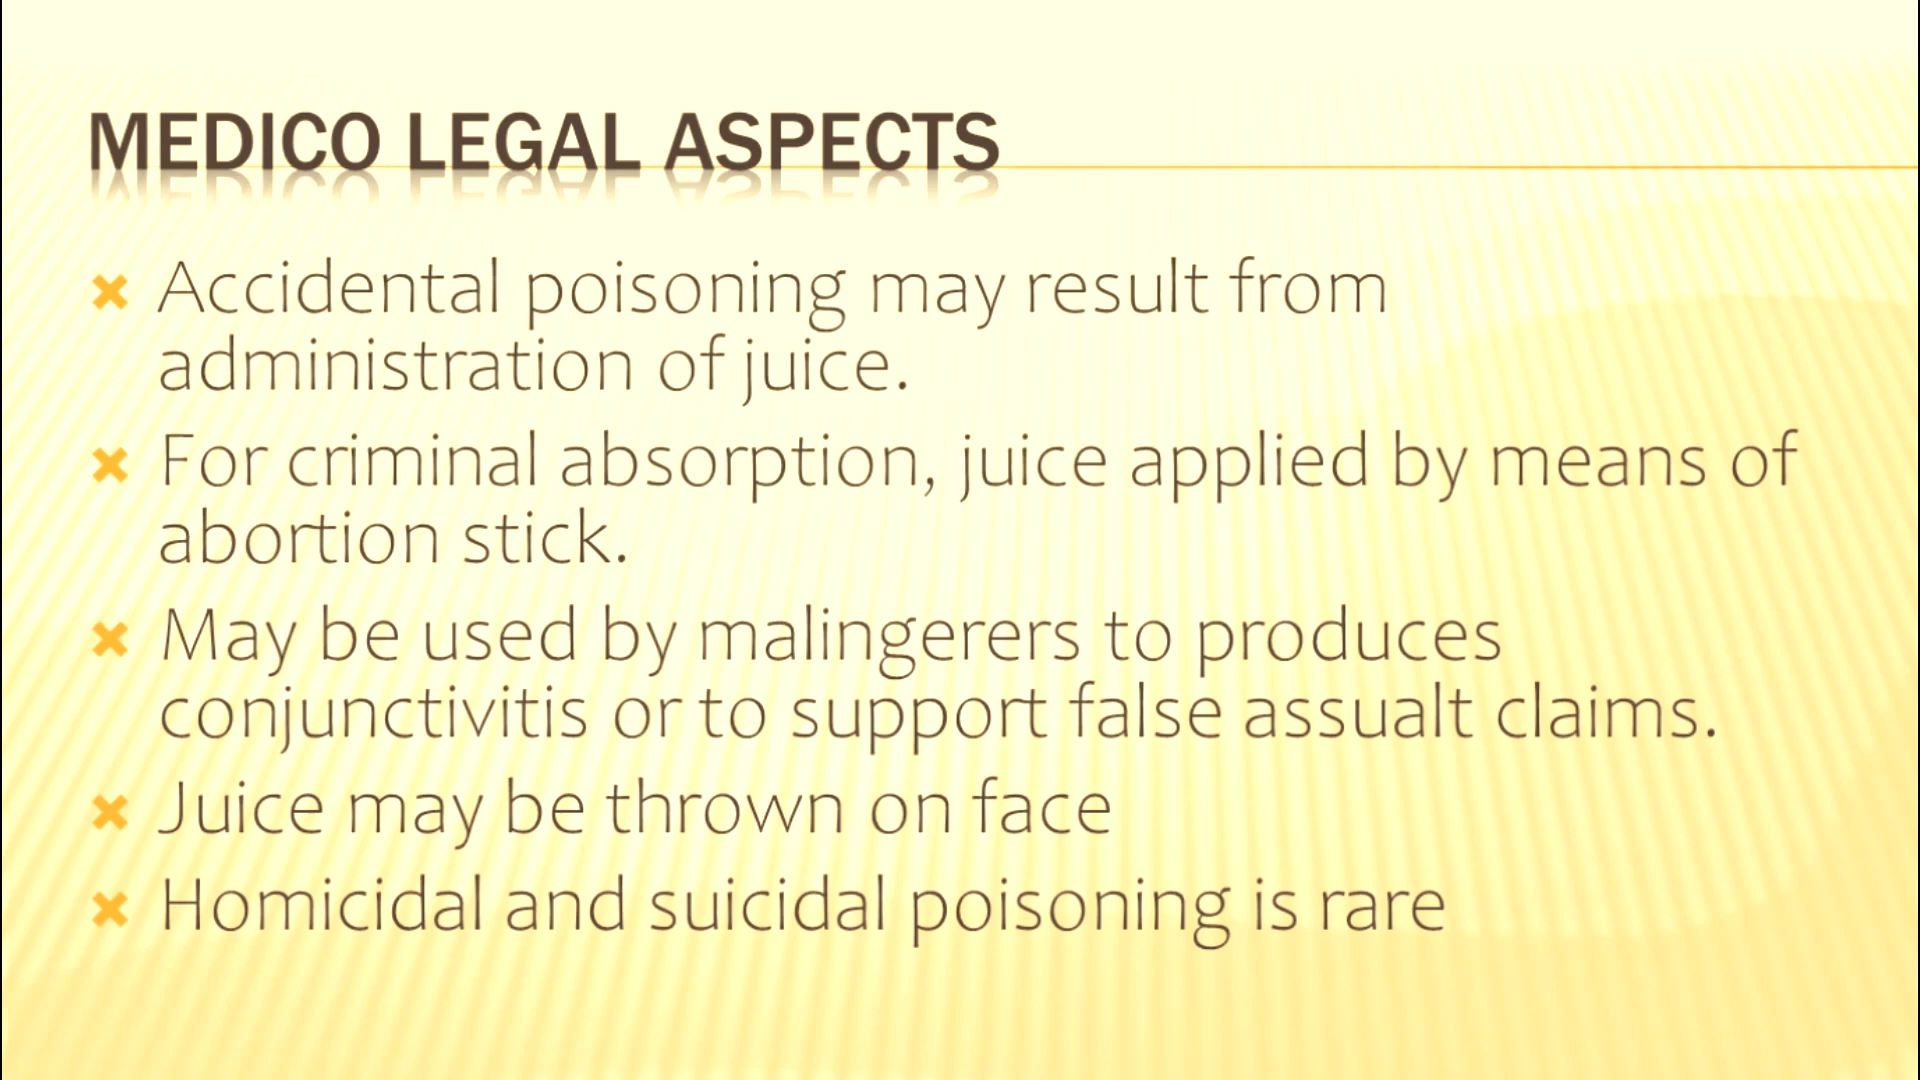 MEDICO LEGAL ASPECTS
Accidental poisoning may result from
administration of juice.
For criminal absorption, juice applied by means of
abortion stick.
May be used by malingerers to produces
conjunctivitis or to support false assualt claims.
Juice may be thrown on face
Homicidal and suicidal poisoning is rare